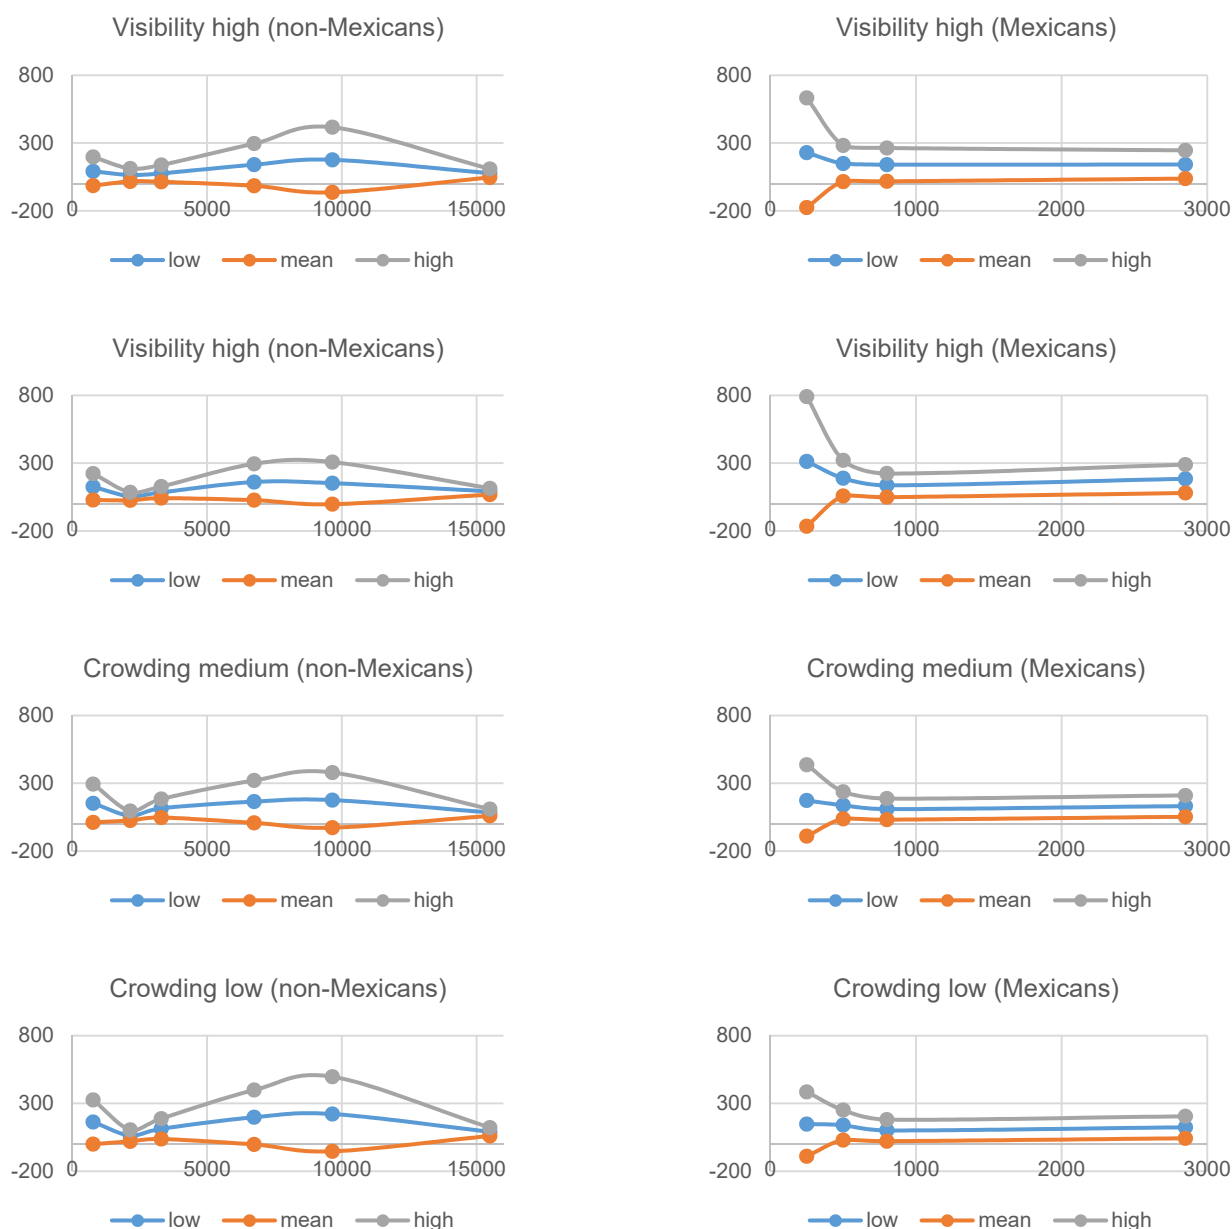 Visibility high (non-Mexicans) Visibility high (Mexicans)
800 800
300 300
-200 0 5000 10000 15000 -200 0 1000 2000 3000
low mean high low mean high
Visibility high (non-Mexicans) Visibility high (Mexicans)
800 800
300 300
-200 0 5000 10000 15000 -200 0 1000 2000 3000
low mean high low mean high
Crowding medium (non-Mexicans) Crowding medium (Mexicans)
800 800
300 300
-200 0 5000 10000 15000 -200 0 1000 2000 3000
low mean high low mean high
Crowding low (non-Mexicans) Crowding low (Mexicans)
800 800
300 300
-200 0 5000 10000 15000 -200 0 1000 2000 3000
low mean high low mean high